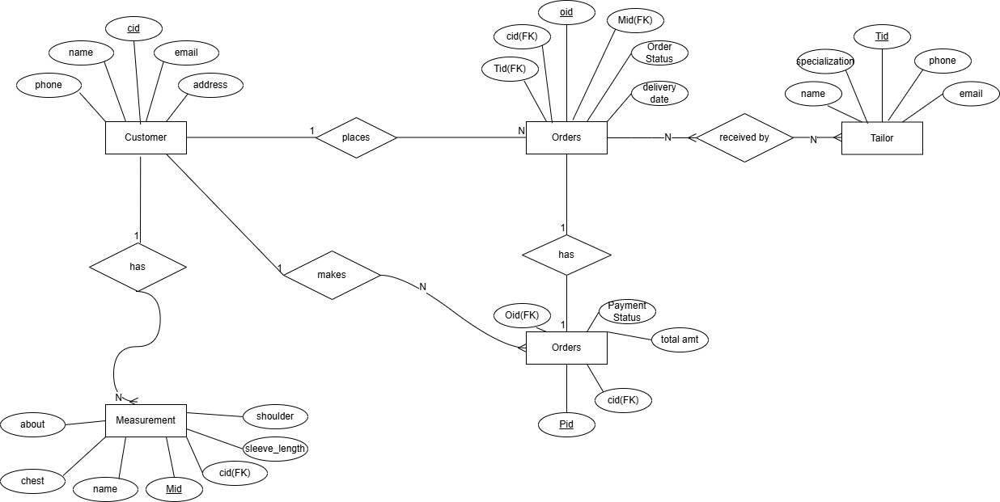 oid
cid
Mid(FK)
cid(FK)
Tid
name
email
Order
Status
specialization
phone
Tid(FK)
phone
address
delivery
date
name
email
Customer
1
places
N
Orders
N
received by
N
Tailor
1
1
has
has
1
makes
N
Payment
Status
Oid(FK)
1
total amt
Orders
N
cid(FK)
Measurement
shoulder
about
Pid
sleeve_length
cid(FK)
chest
name
Mid